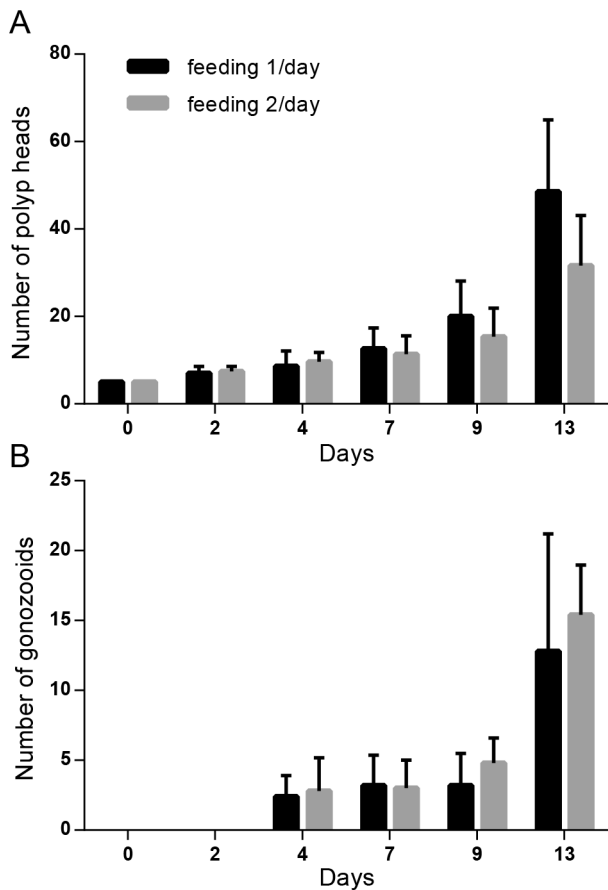 A
80
60
40
20
0
Number of polyp heads
feeding 1/day
feeding 2/day
0 2 4 7 9 13
Days
B
25
20
15
10
5
0
Number of gonozooids
0 2 4 7 9 13
Days